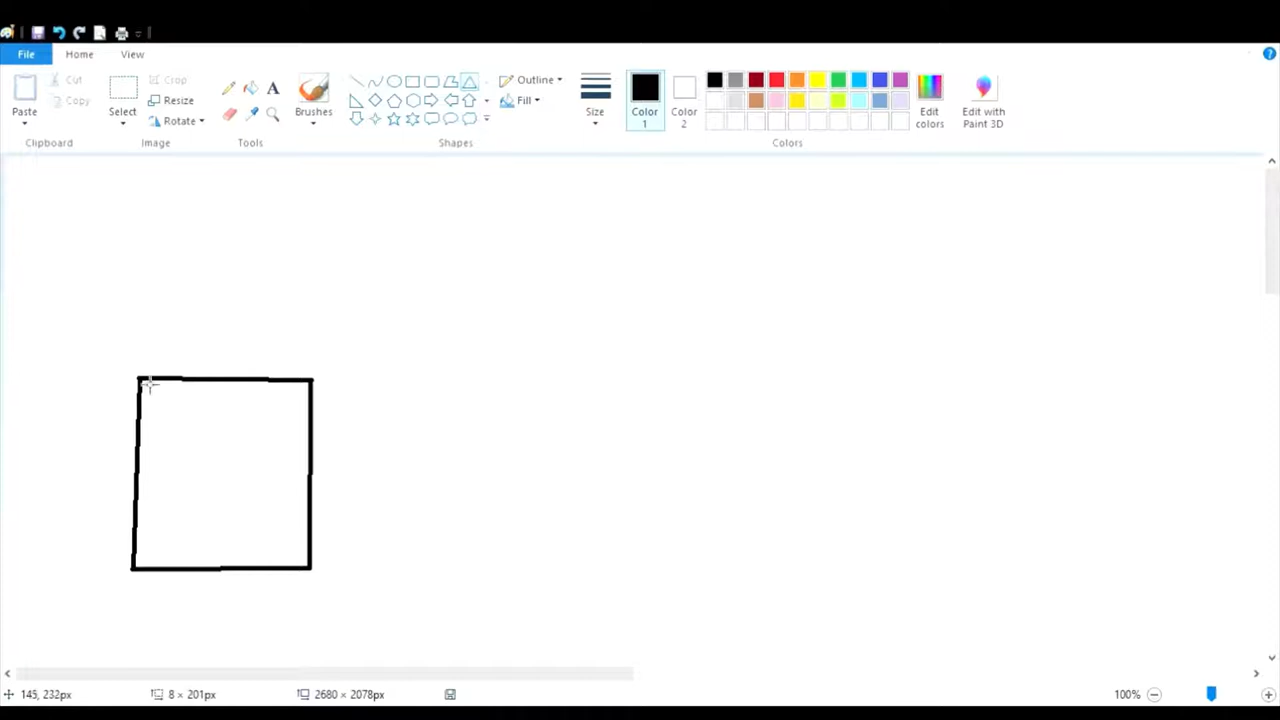 File Home View
Paste
Cut
Copy
Clipboard
Select
Crop
Resize
Rotate
Image
A
Tools
Brushes
Outline
Fill
Shapes
Size
Color 1
Color 2
Edit colors
Colors
Edit with Paint 3D
145, 232px 8 × 201px 2680 × 2078px 100%